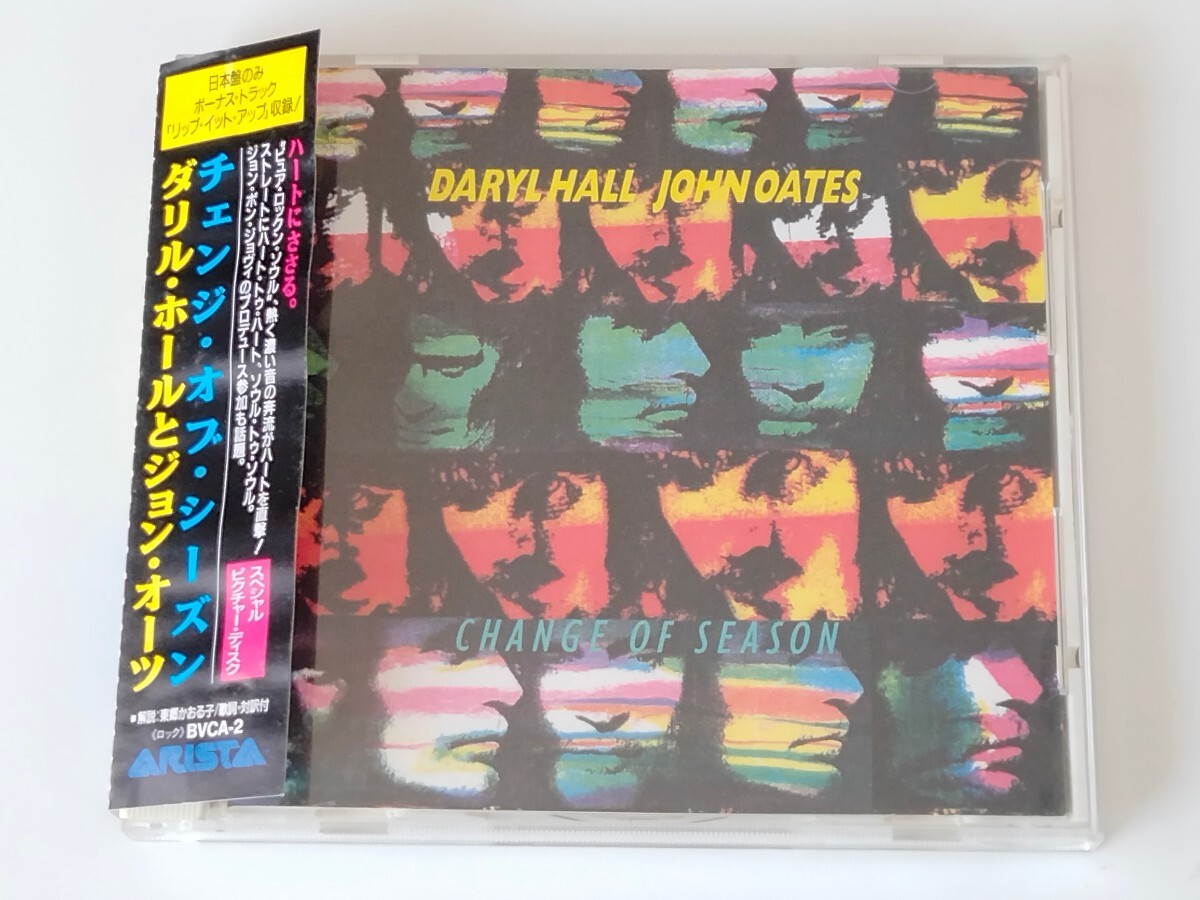 日本盤のみ
ボーナス・トラック
「リップ・イット・アップ」収録!
ハートにささる。
"ピュア・ロックン・ソウル"、熱く濃い音の奔流がハートを直撃!
ストレートにハート・トゥ・ハート、ソウル・トゥ・ソウル。
ジョン・ボン・ジョヴィのプロデュース参加も話題。
チェンジ・オブ・シーズン
ダリル・ホールとジョン・オーツ
スペシャル
ピクチャー・ディスク
■解説:東郷かおる子/歌詞・対訳付
《ロック》BVCA-2
ARISTA
DARYL HALL JOHN OATES
CHANGE OF SEASON